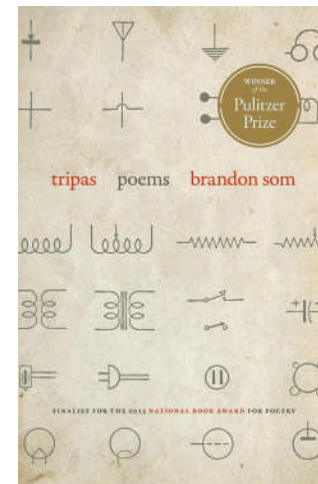 WINNER
of the
Pulitzer
Prize
tripas poems brandon som
FINALIST FOR THE 2023 NATIONAL BOOK AWARD FOR POETRY